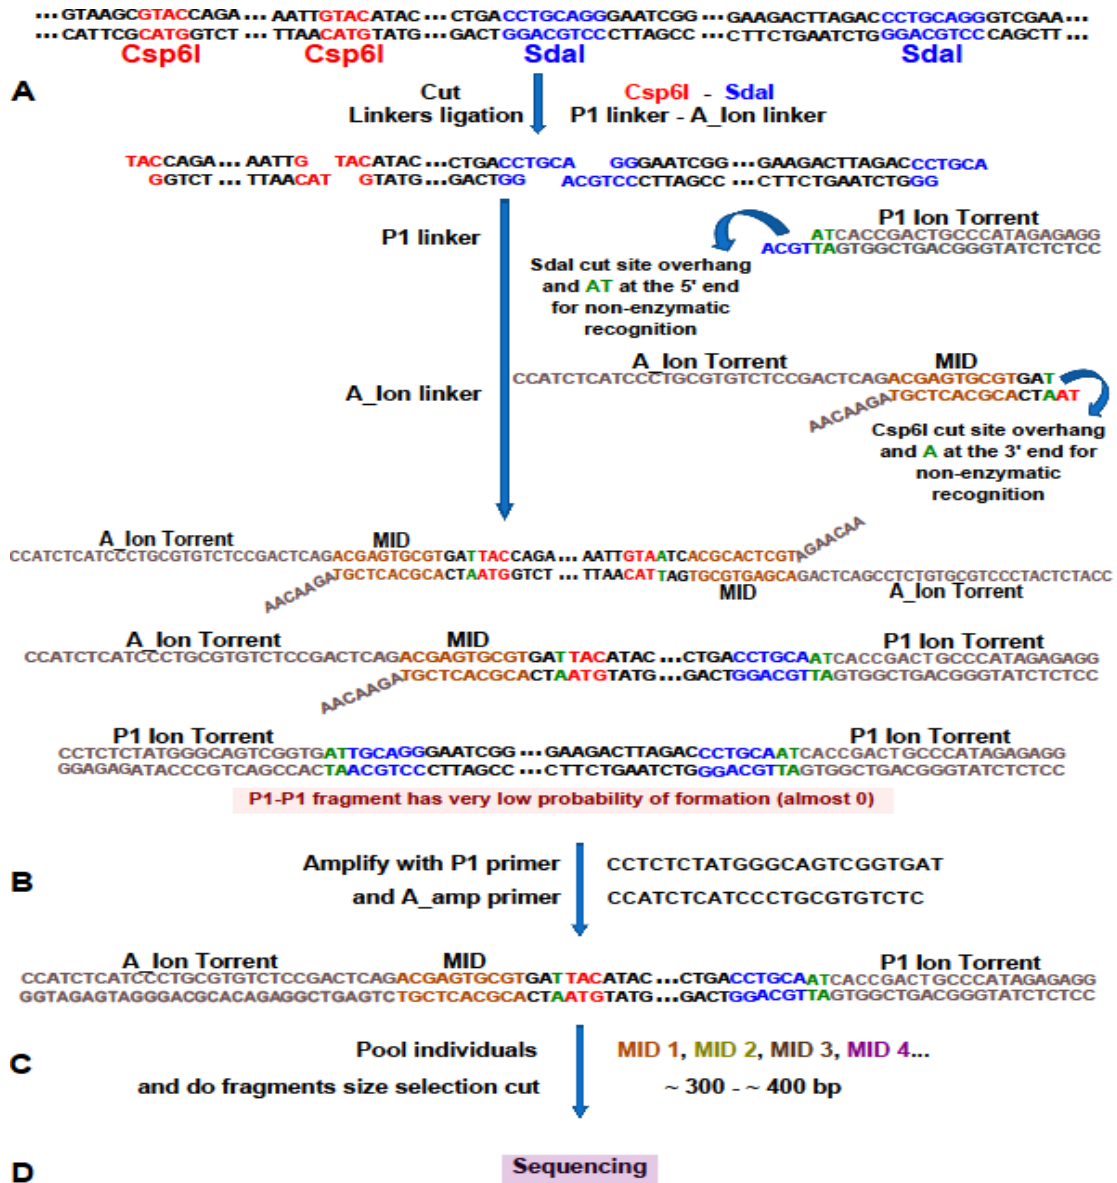 ...GTAAGCGTACCAGA... AATTGTACATAC ...CTGACCTGCAGGGAATCGG ...GAAGACTTAGACCCTGCAGGGTCGAA...
...CATTCGCATGGTCT ...TTAACATGTATG ...GACTGGACGTCCCTTAGCC ...CTTCTGAATCTGGGACGTCCCAGCTT...
Csp6I Csp6I SdaI SdaI
A
Cut Csp6I - SdaI
Linkers ligation P1 linker - A_Ion linker
TACCAGA... AATTG TACATAC...CTGACCTGCA GGGAATCGG ...GAAGACTTAGACCCTGCA
GGTCT ...TTAACAT GTATG...GACTGG ACGTCCCTTAGCC ...CTTCTGAATCTGGG
P1 linker
P1 Ion Torrent
ATCACCGACTGCCCATAGAGAGG
ACGTTAGTGGCTGACGGGTATCTCTCC
SdaI cut site overhang
and AT at the 5' end
for non-enzymatic
recognition
A_Ion linker
A_Ion Torrent MID
CCATCTCATCCCTGCGTGTCTCCGACTCAGACGAGTGCGTGAT
AACAAGATGCTCACGCACTAAT
Csp6I cut site overhang
and A at the 3' end for
non-enzymatic
recognition
A_Ion Torrent MID
CCATCTCATCCCTGCGTGTCTCCGACTCAGACGAGTGCGTGATTACCAGA... AATTGTAATCACGCACTCGTAGAACAA
AACAAGATGCTCACGCACTAATGGTCT ...TTAACATTAGTGCGTGAGCAGACTCAGCCTCTGTGCGTCCCTACTCTACC
MID A_Ion Torrent
A_Ion Torrent MID P1 Ion Torrent
CCATCTCATCCCTGCGTGTCTCCGACTCAGACGAGTGCGTGATTACATAC ...CTGACCTGCAATCACCGACTGCCCATAGAGAGG
AACAAGATGCTCACGCACTAATGTATG ...GACTGGACGTTAGTGGCTGACGGGTATCTCTCC
P1 Ion Torrent P1 Ion Torrent
CCTCTCTATGGGCAGTCGGTGATTGCAGGGAATCGG ...GAAGACTTAGACCCTGCAATCACCGACTGCCCATAGAGAGG
GGAGAGATACCCGTCAGCCACTAACGTCCCTTAGCC ...CTTCTGAATCTGGGACGTTAGTGGCTGACGGGTATCTCTCC
P1-P1 fragment has very low probability of formation (almost 0)
B
Amplify with P1 primer CCTCTCTATGGGCAGTCGGTGAT
and A_amp primer CCATCTCATCCCTGCGTGTCTC
A_Ion Torrent MID P1 Ion Torrent
CCATCTCATCCCTGCGTGTCTCCGACTCAGACGAGTGCGTGATTACATAC...CTGACCTGCAATCACCGACTGCCCATAGAGAGG
GGTAGAGTAGGGACGCACAGAGGCTGAGTCTGCTCACGCACTAATGTATG...GACTGGACGTTAGTGGCTGACGGGTATCTCTCC
C
Pool individuals MID 1, MID 2, MID 3, MID 4...
and do fragments size selection cut ~ 300 - ~ 400 bp
D
Sequencing